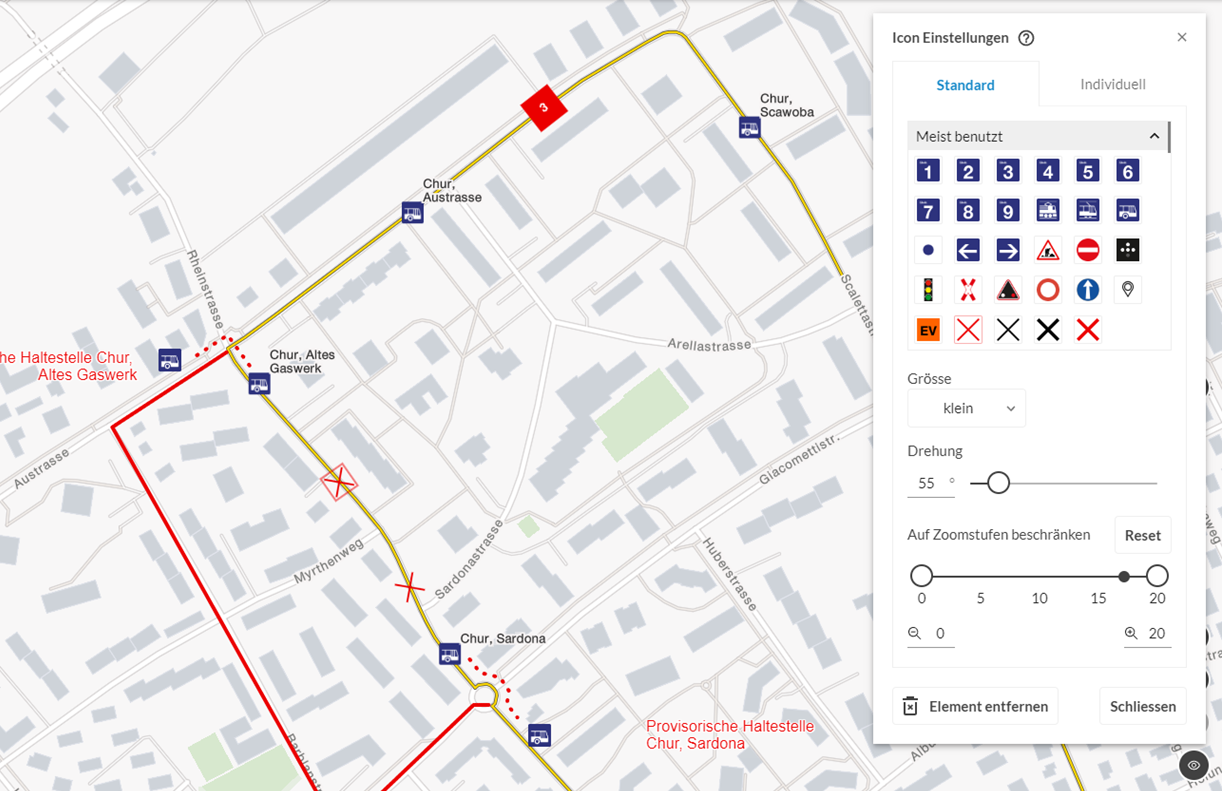 Icon Einstellungen
Standard
Individuell
Meist benutzt
1 2 3 4 5 6
7 8 9
EV
Grösse
klein
Drehung
55 °
Auf Zoomstufen beschränken
Reset
0 5 10 15 20
0
20
Element entfernen
Schliessen
3
Chur,
Scawoba
Chur,
Austrasse
Rheinstrasse
Scalettastr
Arellastrasse
Chur, Altes
Gaswerk
he Haltestelle Chur,
Altes Gaswerk
Austrasse
Giacomettistr.
Myrthenweg
Sardonastrasse
Huberstrasse
Chur, Sardona
Provisorische Haltestelle
Chur, Sardona